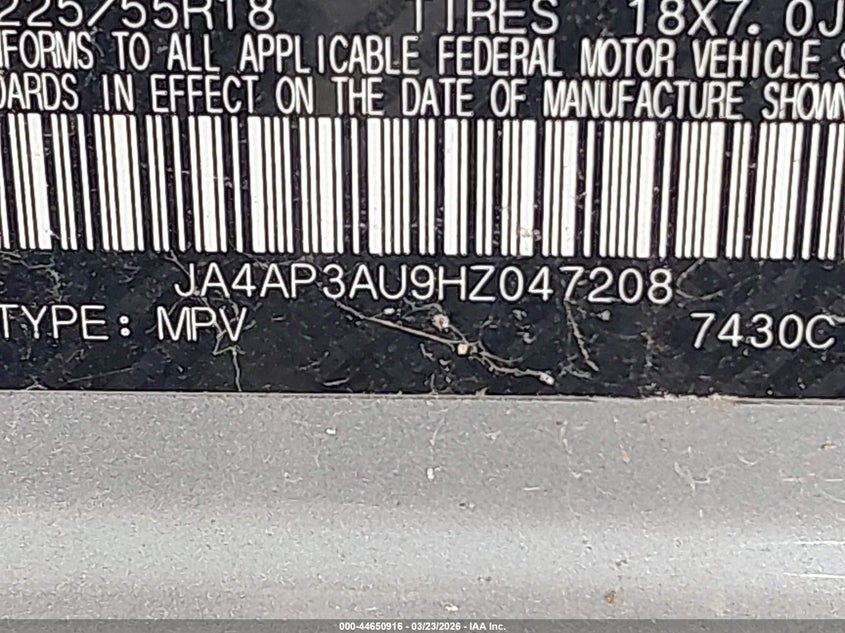 225/55R18 TIRES 18X7.0J
NFORMS TO ALL APPLICABLE FEDERAL MOTOR VEHICLE S
DARDS IN EFFECT ON THE DATE OF MANUFACTURE SHOWN
JA4AP3AU9HZ047208
TYPE: MPV 7430C
000-44650916 - 03/23/2026 - IAA Inc.